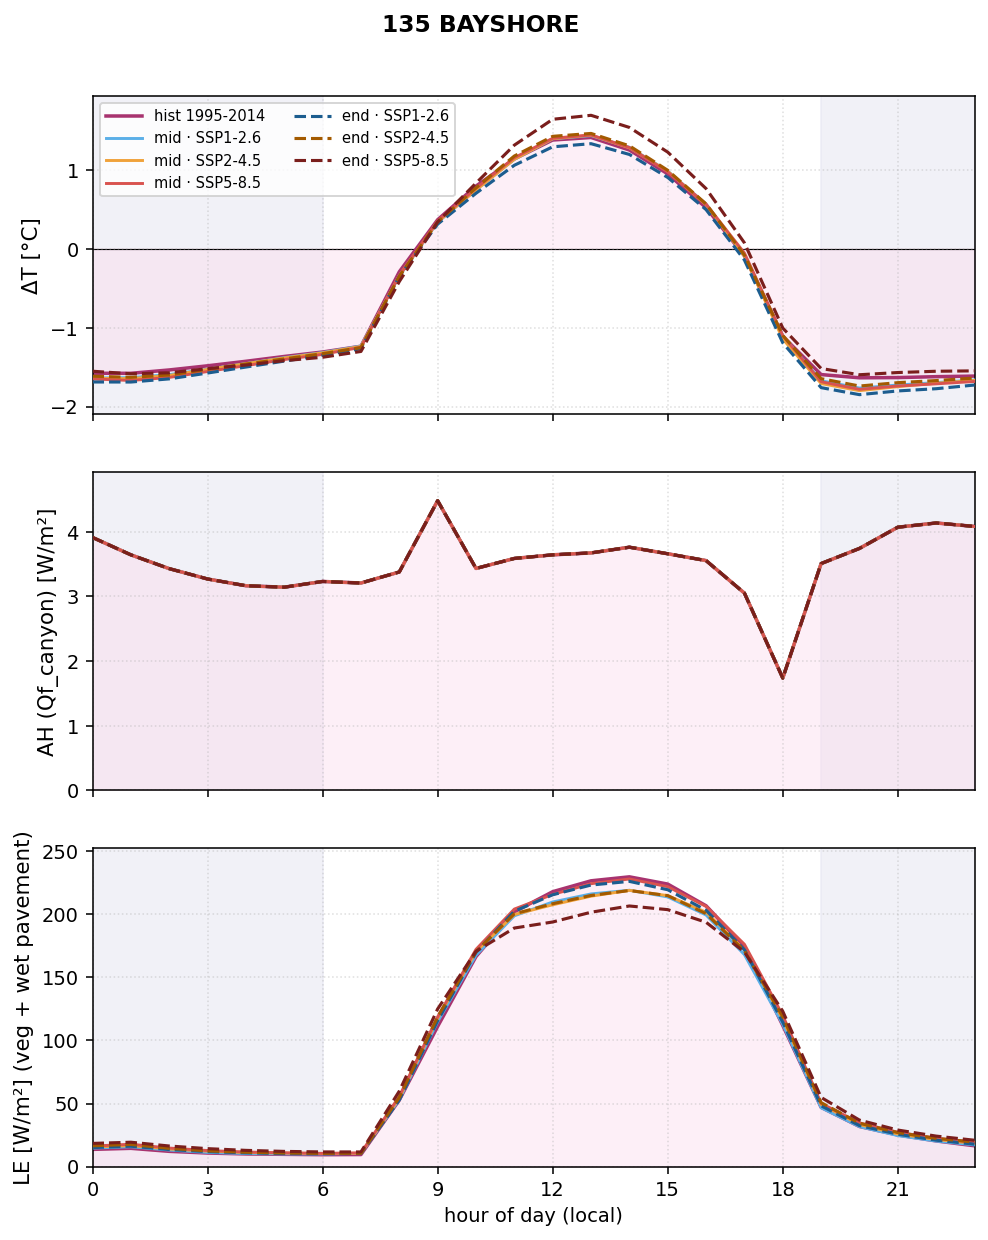 135 BAYSHORE
hist 1995-2014
mid · SSP1-2.6
mid · SSP2-4.5
mid · SSP5-8.5
end · SSP1-2.6
end · SSP2-4.5
end · SSP5-8.5
ΔT [°C]
1
0
−1
−2
AH (Qf_canyon) [W/m²]
4
3
2
1
0
LE [W/m²] (veg + wet pavement)
250
200
150
100
50
0
0 3 6 9 12 15 18 21
hour of day (local)